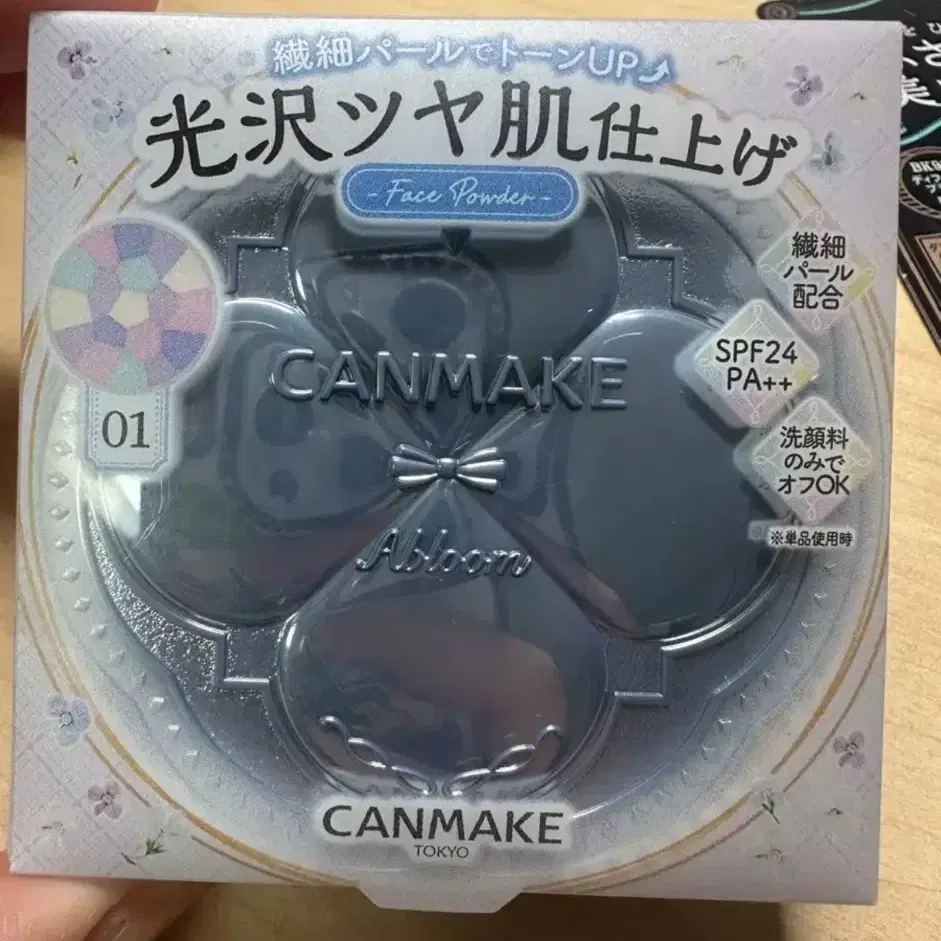 繊細パールでトーンUP
光沢ツヤ肌仕上げ
- Face Powder -
01
繊細
パール
配合
SPF24
PA++
洗顔料
のみで
オフOK
※単品使用時
CANMAKE
Abloom
CANMAKE
TOKYO